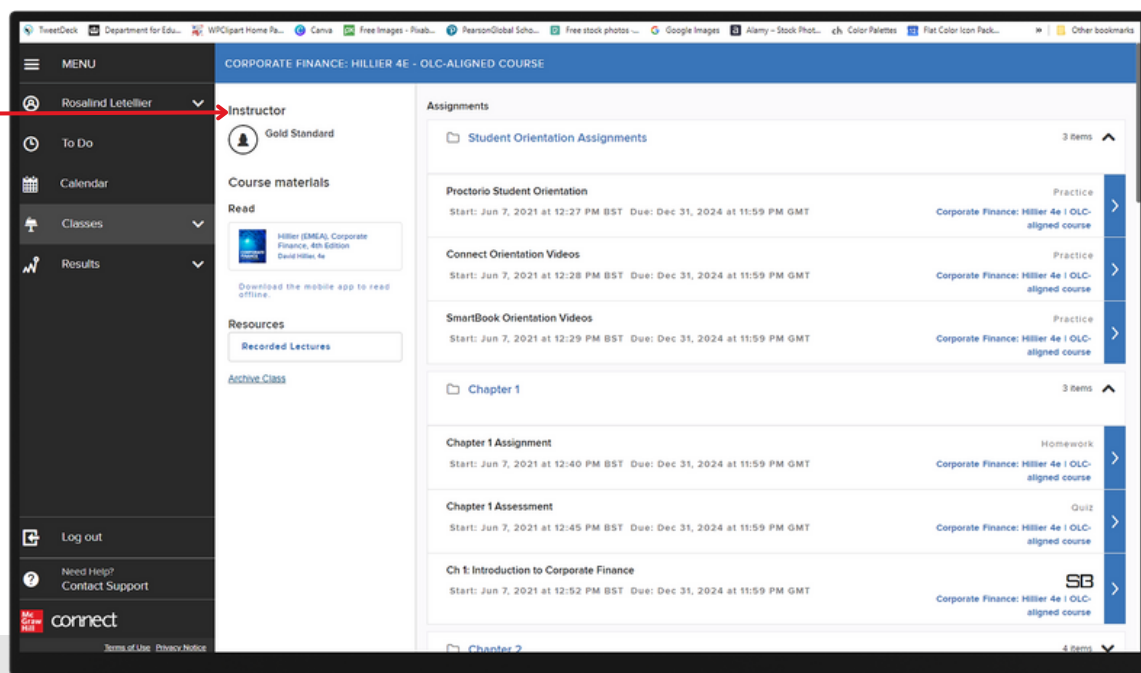 TweetDeck Department for Edu... WPClipart Home Pa... Canva Free Images - Pixab... PearsonGlobal Scho... Free stock photos -... Google Images Alamy – Stock Phot... ch Color Palettes Flat Color Icon Pack... » Other bookmarks
MENU
Rosalind Letellier
To Do
Calendar
Classes
Results
Log out
Need Help?
Contact Support
Mc
Graw
Hill
connect
Terms of Use Privacy Notice
CORPORATE FINANCE: HILLIER 4E - OLC-ALIGNED COURSE
Instructor
Gold Standard
Course materials
Read
Hillier (EMEA), Corporate
Finance, 4th Edition
David Hillier, 4e
Download the mobile app to read
offline.
Resources
Recorded Lectures
Archive Class
Assignments
Student Orientation Assignments 3 items
Proctorio Student Orientation Practice
Start: Jun 7, 2021 at 12:27 PM BST Due: Dec 31, 2024 at 11:59 PM GMT Corporate Finance: Hillier 4e | OLC-
aligned course
Connect Orientation Videos Practice
Start: Jun 7, 2021 at 12:28 PM BST Due: Dec 31, 2024 at 11:59 PM GMT Corporate Finance: Hillier 4e | OLC-
aligned course
SmartBook Orientation Videos Practice
Start: Jun 7, 2021 at 12:29 PM BST Due: Dec 31, 2024 at 11:59 PM GMT Corporate Finance: Hillier 4e | OLC-
aligned course
Chapter 1 3 items
Chapter 1 Assignment Homework
Start: Jun 7, 2021 at 12:40 PM BST Due: Dec 31, 2024 at 11:59 PM GMT Corporate Finance: Hillier 4e | OLC-
aligned course
Chapter 1 Assessment Quiz
Start: Jun 7, 2021 at 12:45 PM BST Due: Dec 31, 2024 at 11:59 PM GMT Corporate Finance: Hillier 4e | OLC-
aligned course
Ch 1: Introduction to Corporate Finance SB
Start: Jun 7, 2021 at 12:52 PM BST Due: Dec 31, 2024 at 11:59 PM GMT Corporate Finance: Hillier 4e | OLC-
aligned course
Chapter 2 4 items